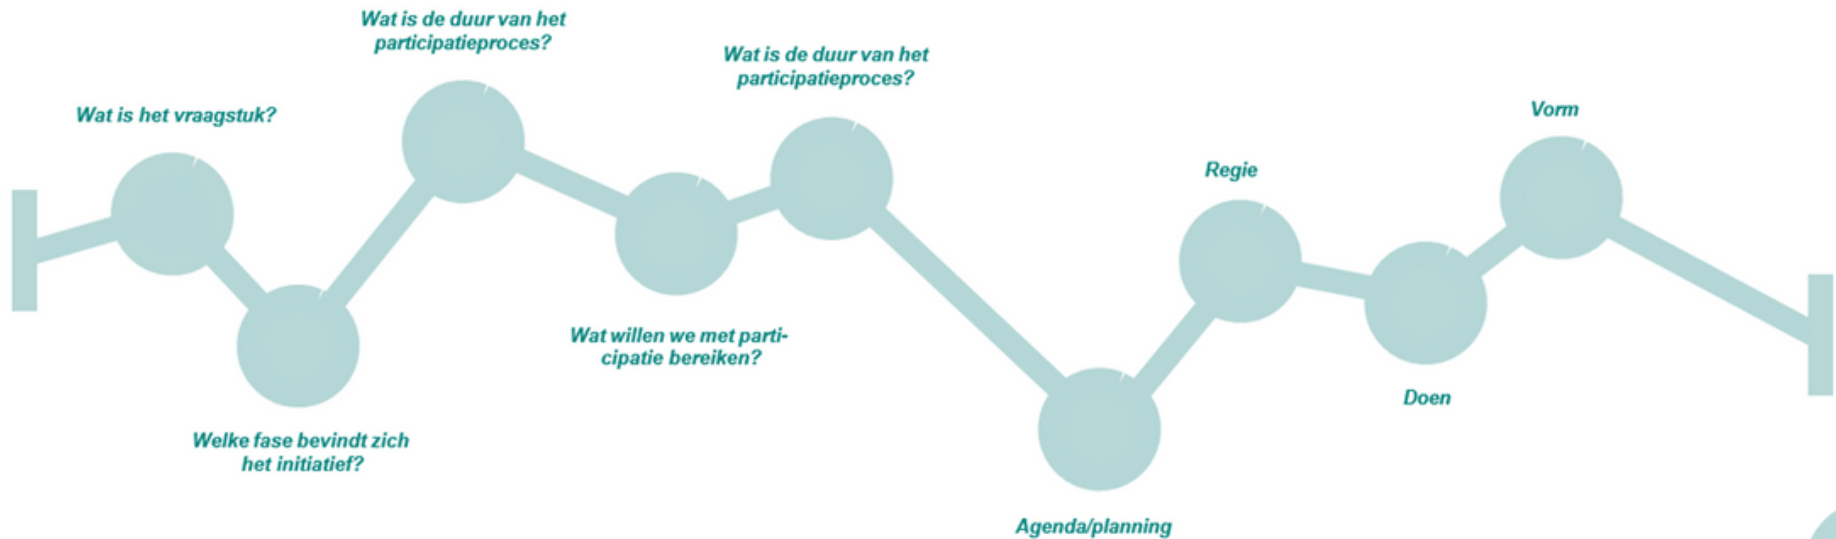 Wat is het vraagstuk?
Welke fase bevindt zich
het initiatief?
Wat is de duur van het
participatieproces?
Wat willen we met parti-
cipatie bereiken?
Wat is de duur van het
participatieproces?
Agenda/planning
Regie
Doen
Vorm